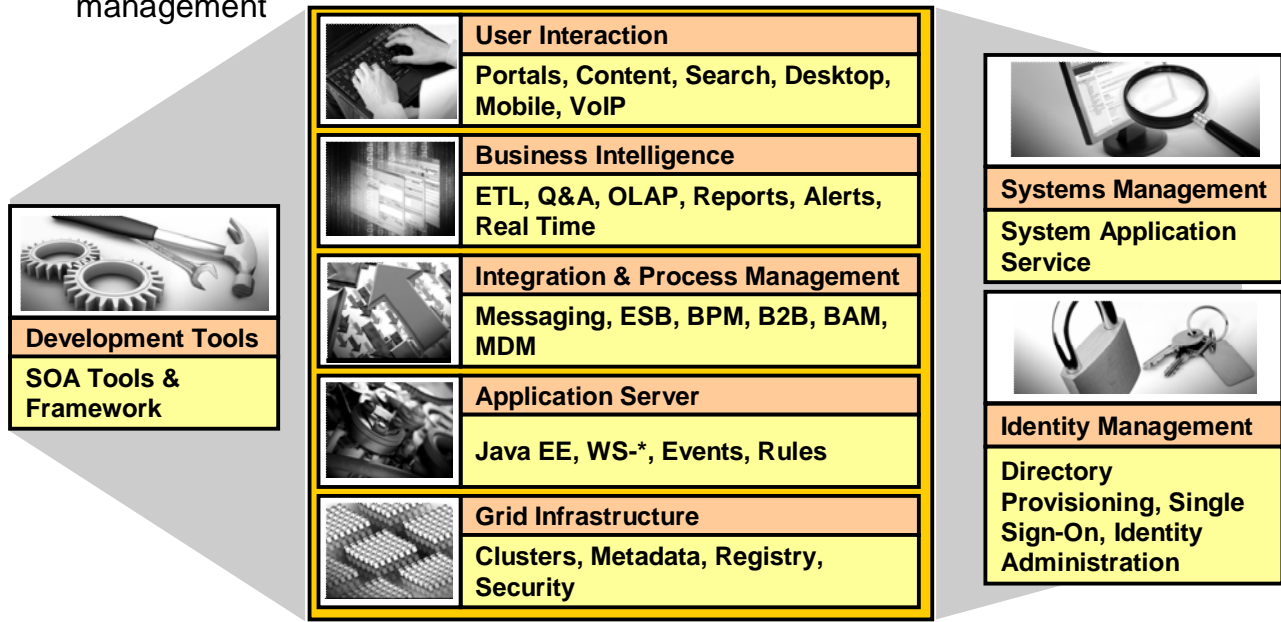 management
User Interaction
Portals, Content, Search, Desktop,
Mobile, VoIP
Business Intelligence
ETL, Q&A, OLAP, Reports, Alerts,
Real Time
Integration & Process Management
Messaging, ESB, BPM, B2B, BAM,
MDM
Application Server
Java EE, WS-*, Events, Rules
Grid Infrastructure
Clusters, Metadata, Registry,
Security
Development Tools
SOA Tools &
Framework
Systems Management
System Application
Service
Identity Management
Directory
Provisioning, Single
Sign-On, Identity
Administration